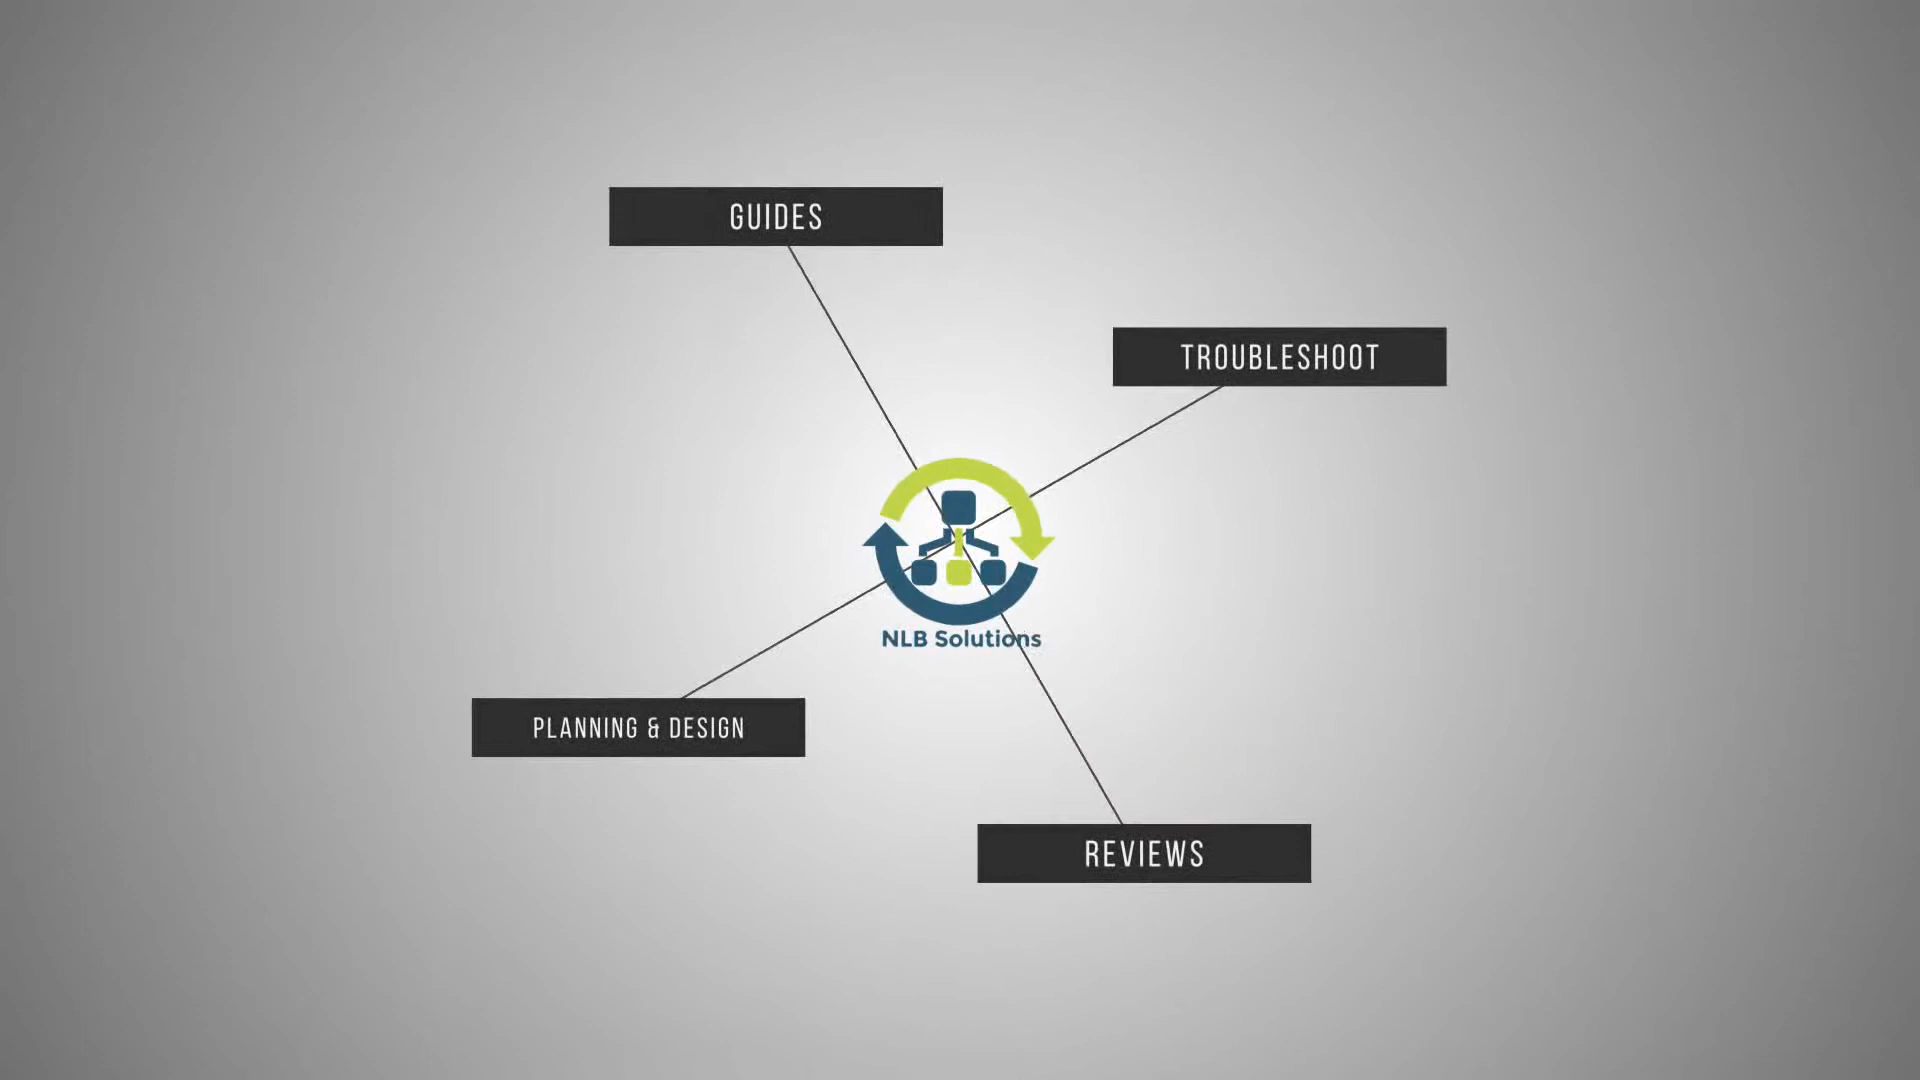 GUIDES
TROUBLESHOOT
NLB Solutions
PLANNING & DESIGN
REVIEWS